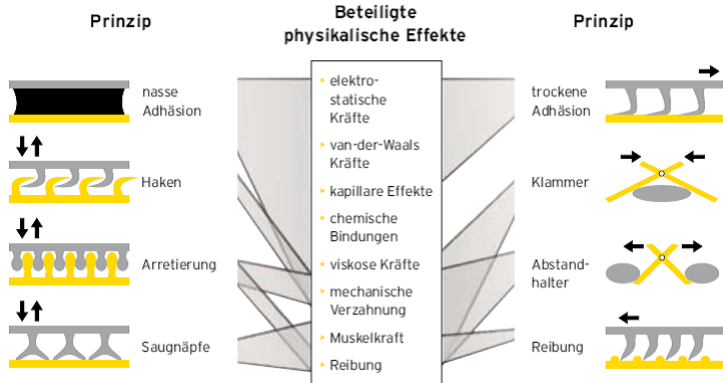 Prinzip
nasse
Adhäsion
Haken
Arretierung
Saugnäpfe
Beteiligte
physikalische Effekte
elektro-
statische
Kräfte
van-der-Waals
Kräfte
kapillare Effekte
chemische
Bindungen
viskose Kräfte
mechanische
Verzahnung
Muskelkraft
Reibung
Prinzip
trockene
Adhäsion
Klammer
Abstand-
halter
Reibung